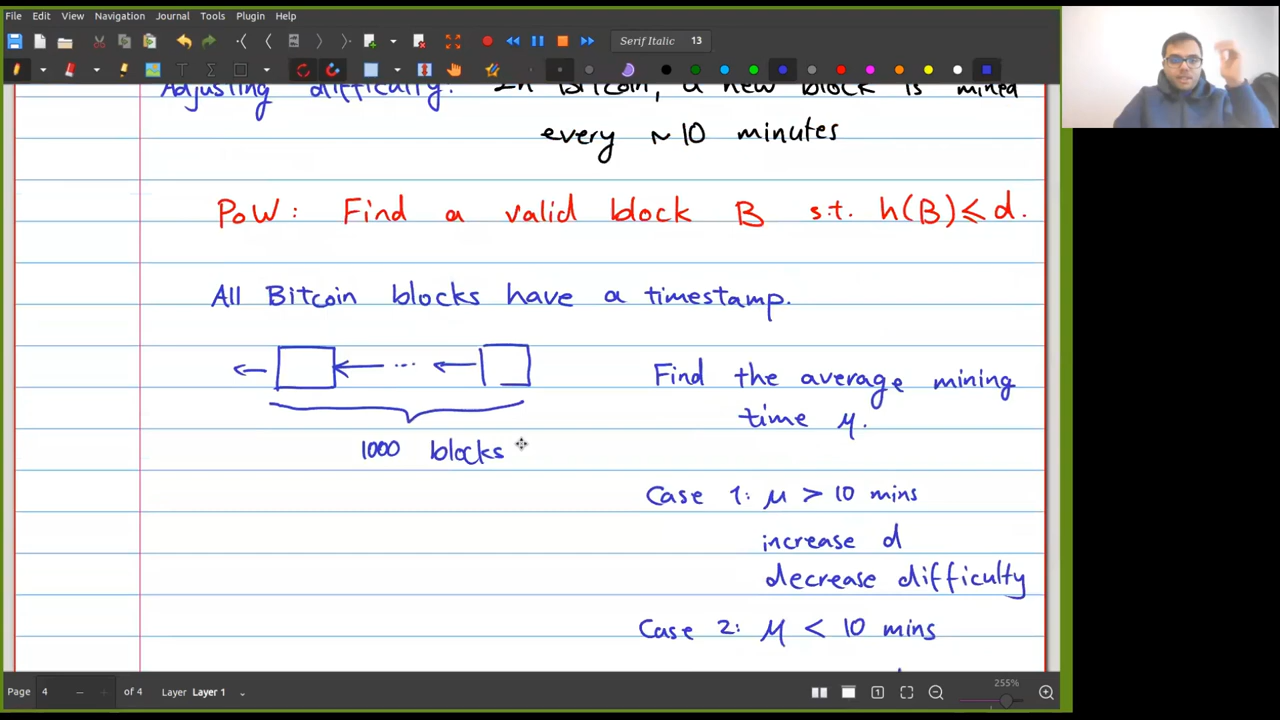 File Edit View Navigation Journal Tools Plugin Help
Serif Italic 13
Adjusting difficulty: In Bitcoin, a new block is mined
every ~10 minutes
PoW: Find a valid block B s.t. h(B)≤d.
All Bitcoin blocks have a timestamp.
...
Find the average mining
time μ.
1000 blocks
Case 1: μ > 10 mins
increase d
decrease difficulty
Case 2: μ < 10 mins
Page 4 of 4 Layer Layer 1
255%